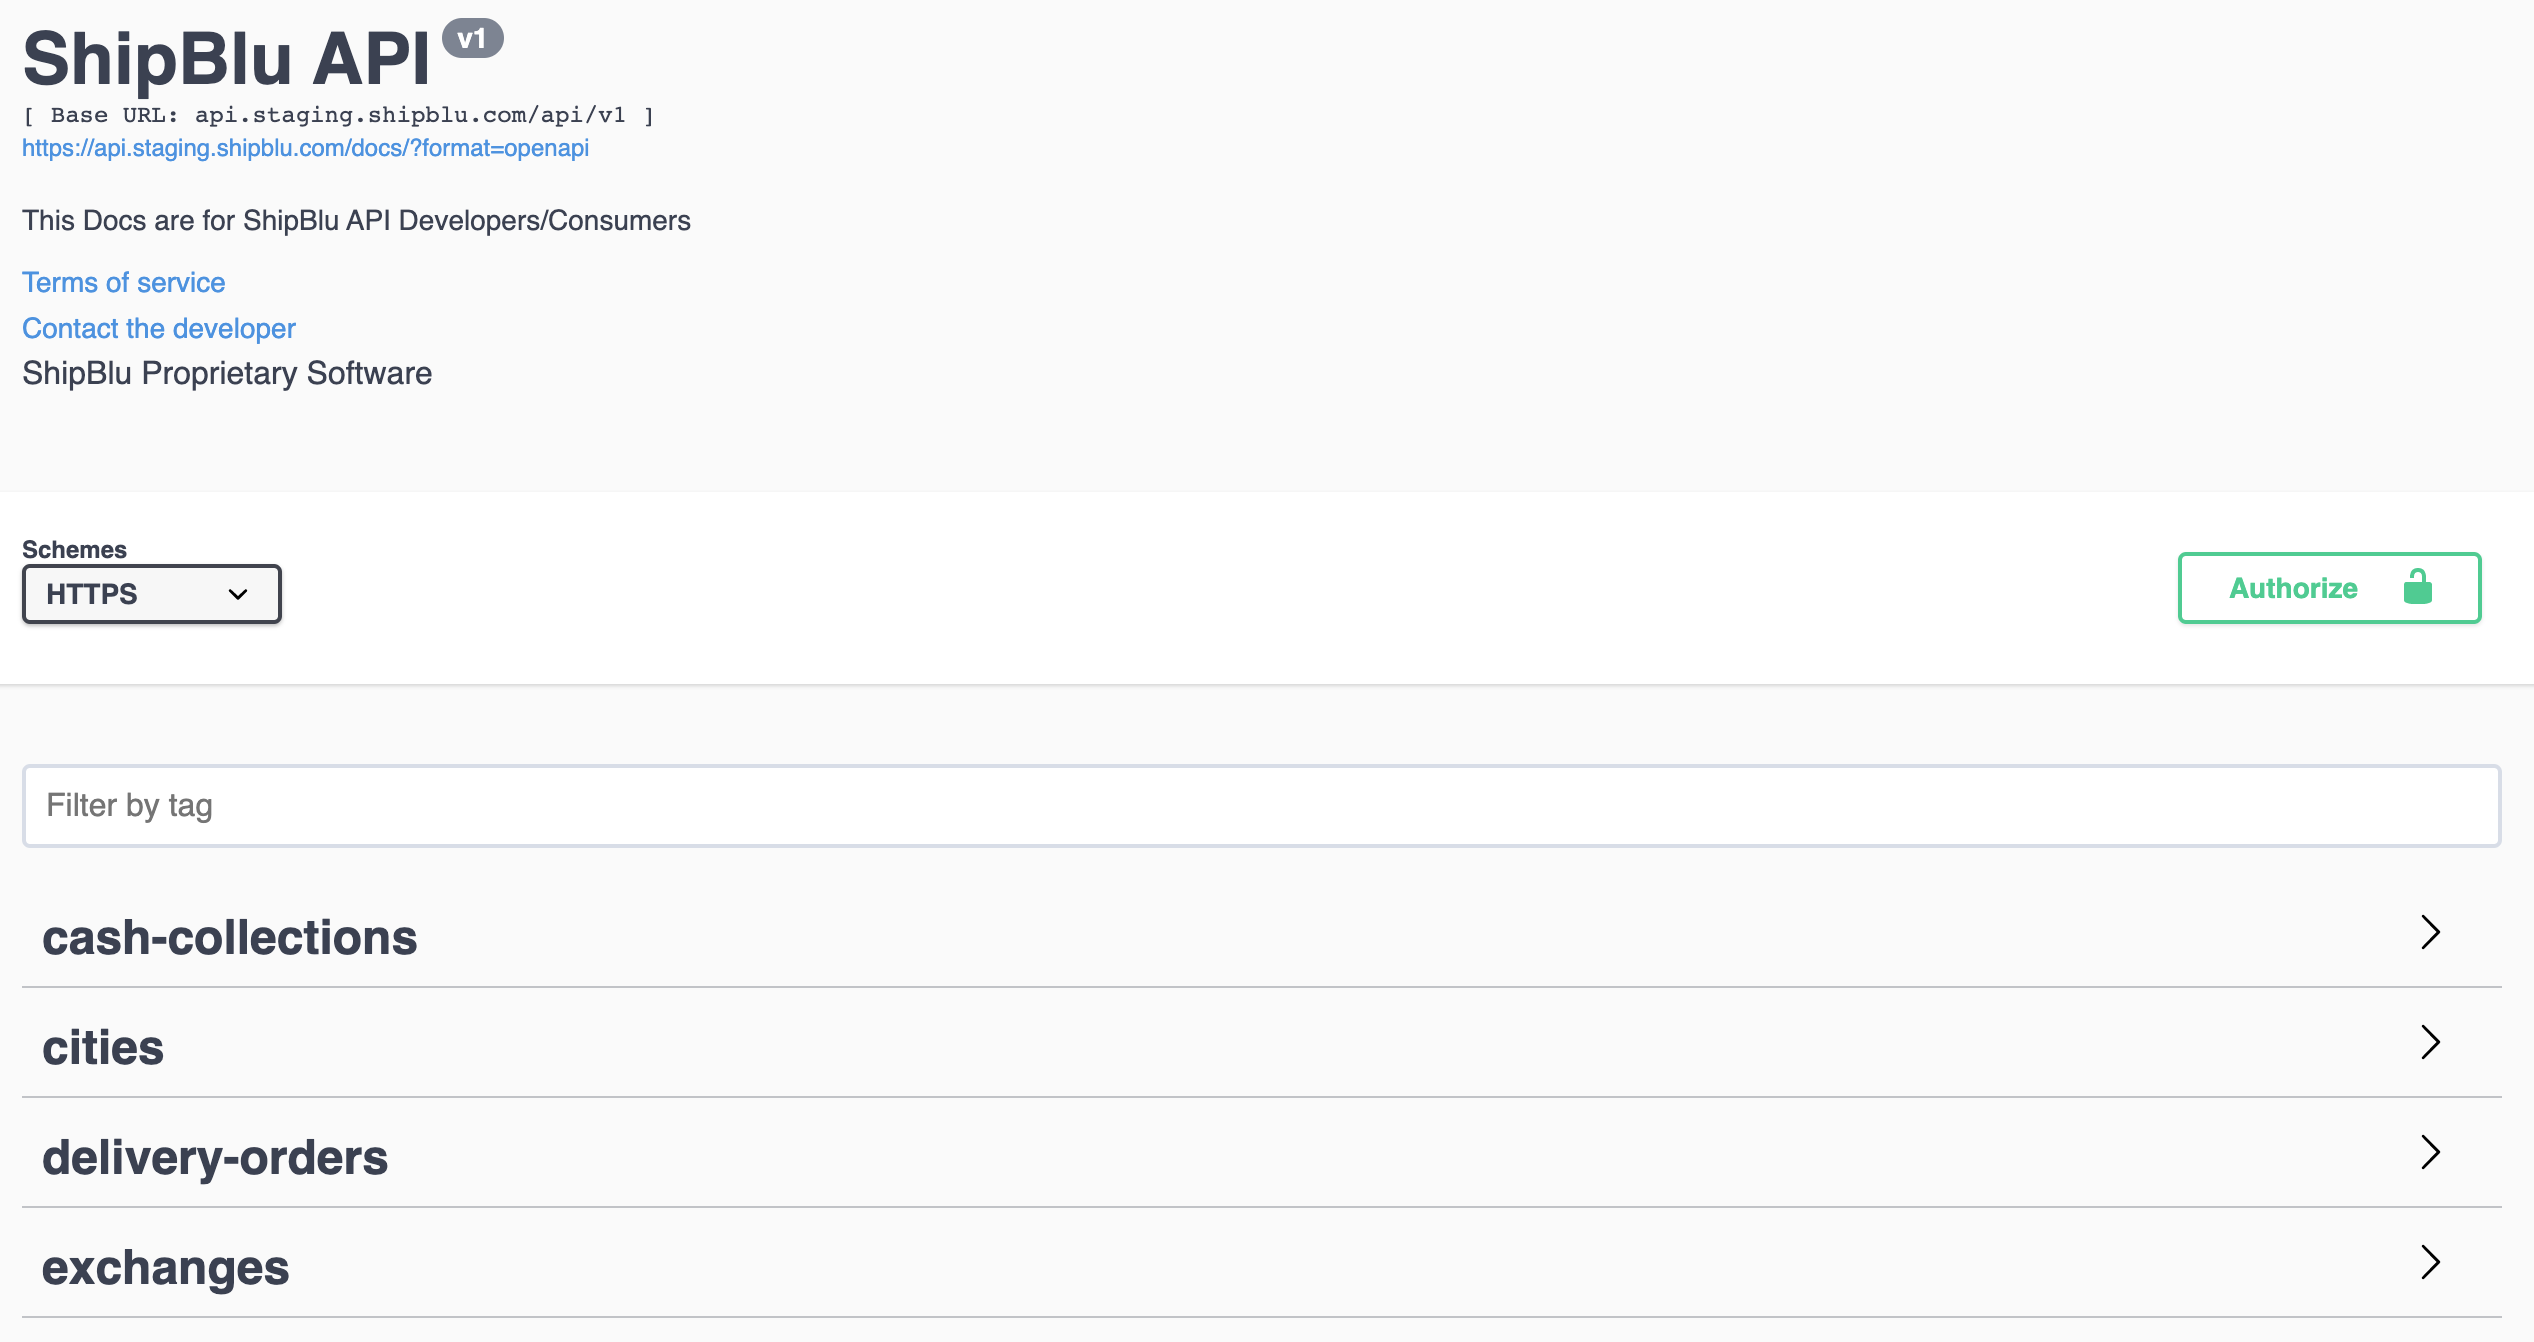 ShipBlu API v1
[ Base URL: api.staging.shipblu.com/api/v1 ]
https://api.staging.shipblu.com/docs/?format=openapi
This Docs are for ShipBlu API Developers/Consumers
Terms of service
Contact the developer
ShipBlu Proprietary Software
Schemes
HTTPS
Authorize
Filter by tag
cash-collections
cities
delivery-orders
exchanges